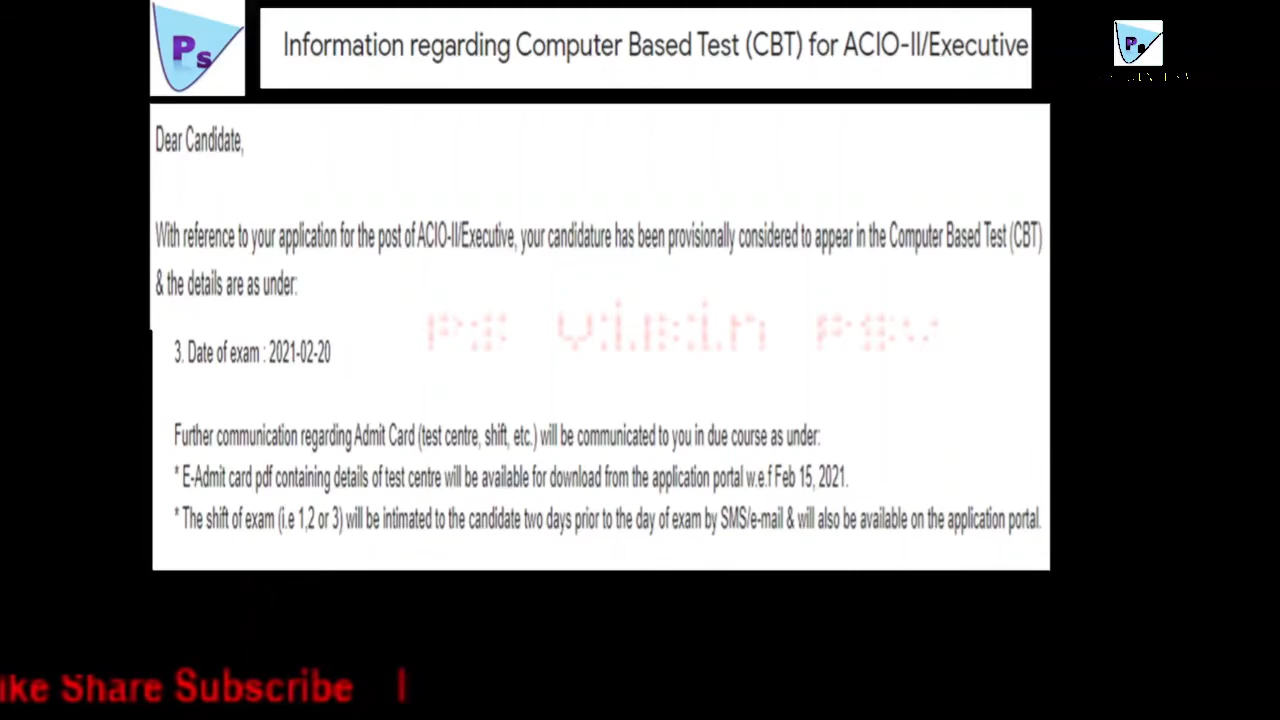 Ps
Information regarding Computer Based Test (CBT) for ACIO-II/Executive
Ps
Dear Candidate,
With reference to your application for the post of ACIO-II/Executive, your candidature has been provisionally considered to appear in the Computer Based Test (CBT)
& the details are as under:
Ps Vision Psv
3. Date of exam : 2021-02-20
Further communication regarding Admit Card (test centre, shift, etc.) will be communicated to you in due course as under:
* E-Admit card pdf containing details of test centre will be available for download from the application portal w.e.f Feb 15, 2021.
* The shift of exam (i.e 1,2 or 3) will be intimated to the candidate two days prior to the day of exam by SMS/e-mail & will also be available on the application portal.
ike Share Subscribe